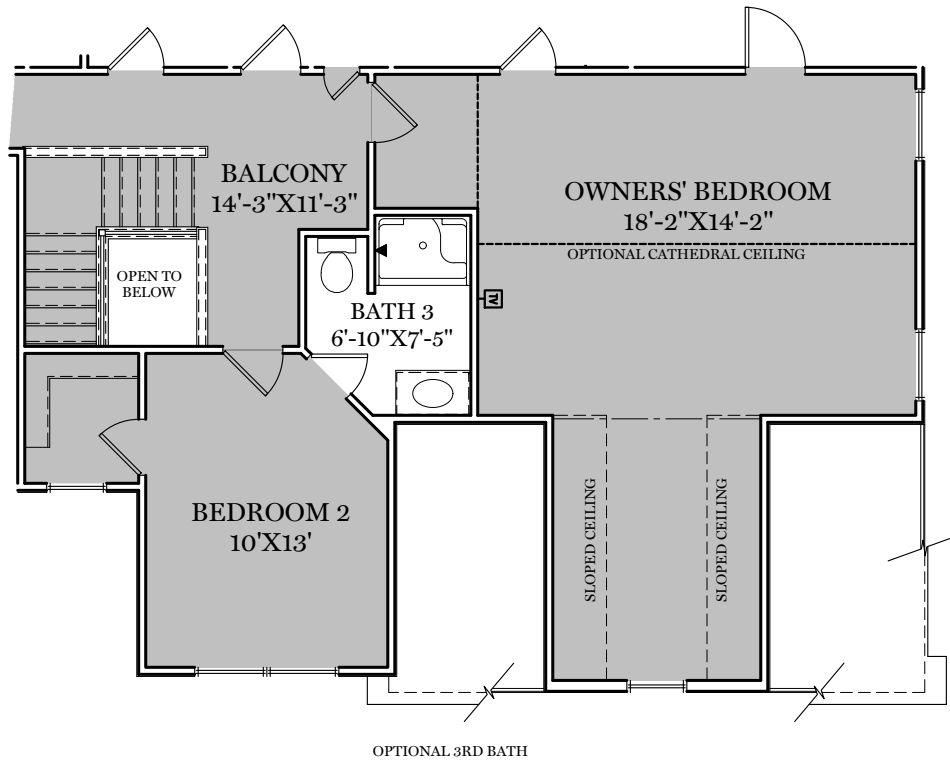 BALCONY
14'-3"X11'-3"
OWNERS' BEDROOM
18'-2"X14'-2"
OPTIONAL CATHEDRAL CEILING
OPEN TO
BELOW
TV
BATH 3
6'-10"X7'-5"
BEDROOM 2
10'X13'
SLOPED CEILING
SLOPED CEILING
OPTIONAL 3RD BATH